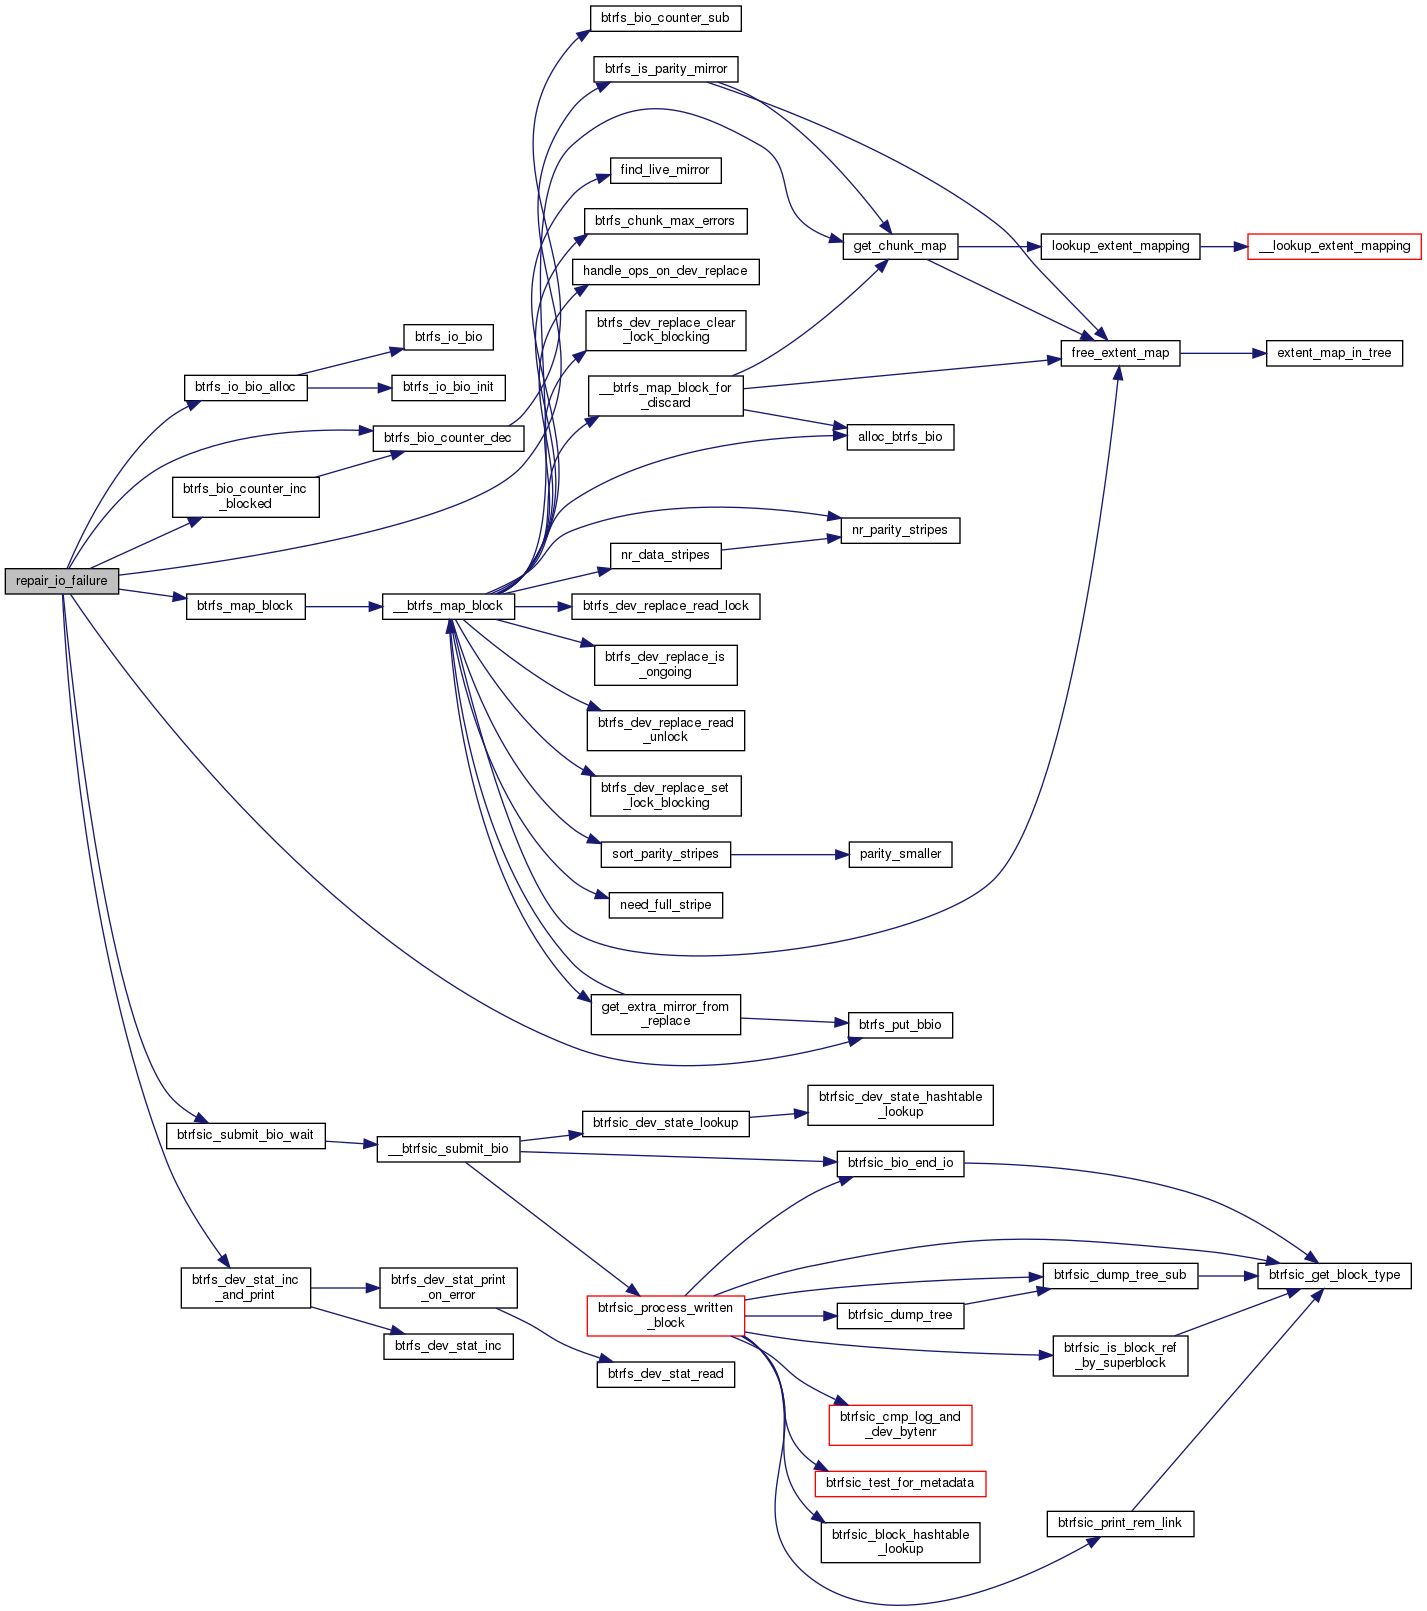 btrfs_bio_counter_sub
btrfs_is_parity_mirror
find_live_mirror
btrfs_chunk_max_errors
get_chunk_map
lookup_extent_mapping
__lookup_extent_mapping
handle_ops_on_dev_replace
btrfs_dev_replace_clear
_lock_blocking
btrfs_io_bio
free_extent_map
extent_map_in_tree
btrfs_io_bio_alloc
btrfs_io_bio_init
__btrfs_map_block_for
_discard
btrfs_bio_counter_dec
alloc_btrfs_bio
btrfs_bio_counter_inc
_blocked
nr_parity_stripes
nr_data_stripes
repair_io_failure
btrfs_map_block
__btrfs_map_block
btrfs_dev_replace_read_lock
btrfs_dev_replace_is
_ongoing
btrfs_dev_replace_read
_unlock
btrfs_dev_replace_set
_lock_blocking
sort_parity_stripes
parity_smaller
need_full_stripe
get_extra_mirror_from
_replace
btrfs_put_bbio
btrfsic_dev_state_hashtable
_lookup
btrfsic_dev_state_lookup
btrfsic_submit_bio_wait
__btrfsic_submit_bio
btrfsic_bio_end_io
btrfs_dev_stat_inc
_and_print
btrfs_dev_stat_print
_on_error
btrfsic_dump_tree_sub
btrfsic_get_block_type
btrfsic_process_written
_block
btrfsic_dump_tree
btrfs_dev_stat_inc
btrfsic_is_block_ref
_by_superblock
btrfs_dev_stat_read
btrfsic_cmp_log_and
_dev_bytenr
btrfsic_test_for_metadata
btrfsic_print_rem_link
btrfsic_block_hashtable
_lookup